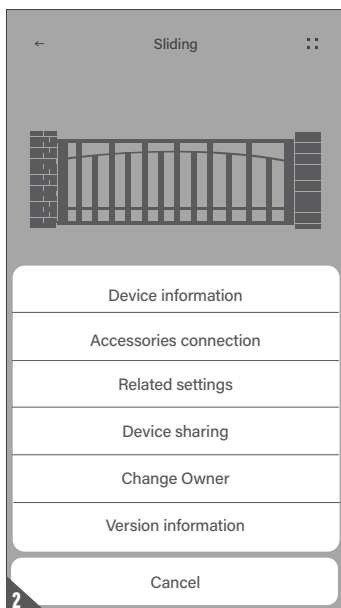 ← Sliding
Device information
Accessories connection
Related settings
Device sharing
Change Owner
Version information
Cancel
2